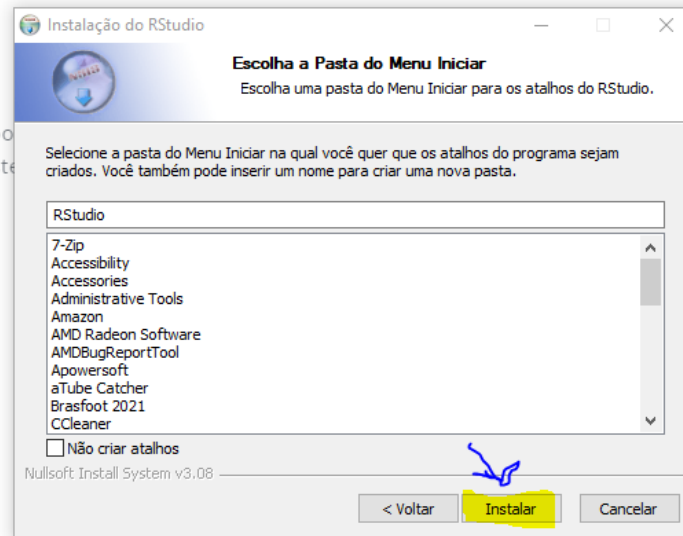 Instalação do RStudio
Escolha a Pasta do Menu Iniciar
Escolha uma pasta do Menu Iniciar para os atalhos do RStudio.
Selecione a pasta do Menu Iniciar na qual você quer que os atalhos do programa sejam
criados. Você também pode inserir um nome para criar uma nova pasta.
RStudio
7-Zip
Accessibility
Accessories
Administrative Tools
Amazon
AMD Radeon Software
AMDBugReportTool
Apowersoft
aTube Catcher
Brasfoot 2021
CCleaner
Não criar atalhos
Nullsoft Install System v3.08
< Voltar Instalar Cancelar